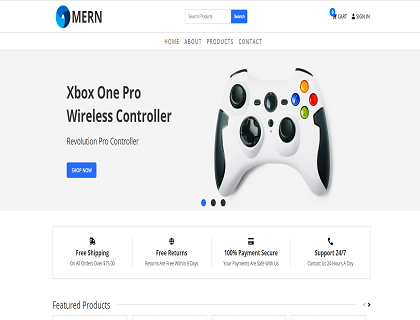 MERN
Search Products
Search
0
CART
SIGN IN
HOME ABOUT PRODUCTS CONTACT
Xbox One Pro
Wireless Controller
Revolution Pro Controller
SHOP NOW
Free Shipping
On All Orders Over $75.00
Free Returns
Returns Are Free Within 9 Days
100% Payment Secure
Your Payments Are Safe With Us
Support 24/7
Contact Us 24 Hours A Day
Featured Products